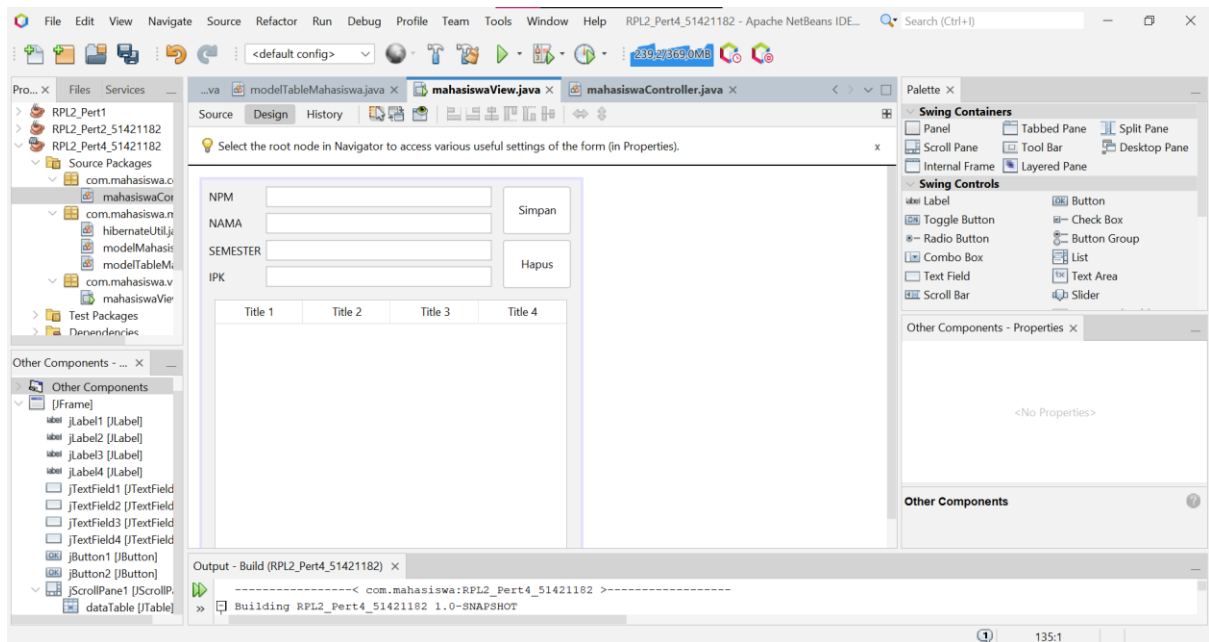 File Edit View Navigate Source Refactor Run Debug Profile Team Tools Window Help RPL2_Pert4_51421182 - Apache NetBeans IDE... Search (Ctrl+I)
<default config> 239,2/369,0MB
Pro... Files Services
RPL2_Pert1
RPL2_Pert2_51421182
RPL2_Pert4_51421182
Source Packages
com.mahasiswa.c
mahasiswaCor
com.mahasiswa.m
hibernateUtil.ja
modelMahasis
modelTableMa
com.mahasiswa.v
mahasiswaVie
Test Packages
Dependencies
Other Components - ...
Other Components
[JFrame]
jLabel1 [JLabel]
jLabel2 [JLabel]
jLabel3 [JLabel]
jLabel4 [JLabel]
jTextField1 [JTextField
jTextField2 [JTextField
jTextField3 [JTextField
jTextField4 [JTextField
jButton1 [JButton]
jButton2 [JButton]
jScrollPane1 [JScrollP
dataTable [JTable]
...va modelTableMahasiswa.java mahasiswaView.java mahasiswaController.java
Source Design History
Select the root node in Navigator to access various useful settings of the form (in Properties). x
NPM
NAMA
SEMESTER
IPK
Simpan
Hapus
Title 1 Title 2 Title 3 Title 4
Output - Build (RPL2_Pert4_51421182)
-----------------< com.mahasiswa:RPL2_Pert4_51421182 >------------------
Building RPL2_Pert4_51421182 1.0-SNAPSHOT
Palette
Swing Containers
Panel Tabbed Pane Split Pane
Scroll Pane Tool Bar Desktop Pane
Internal Frame Layered Pane
Swing Controls
label Label OK Button
ON Toggle Button Check Box
Radio Button Button Group
Combo Box List
Text Field Text Area
Scroll Bar Slider
Other Components - Properties
<No Properties>
Other Components
1 135:1